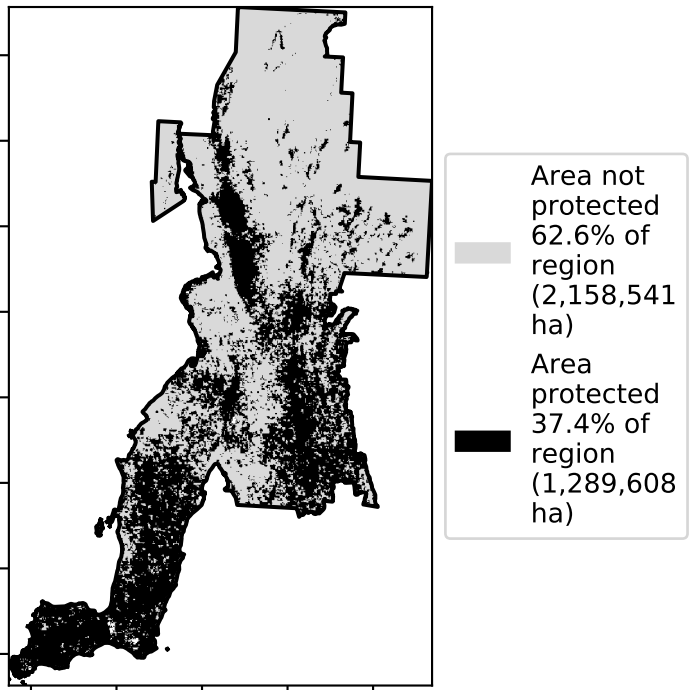 Area not
protected
62.6% of
region
(2,158,541
ha)
Area
protected
37.4% of
region
(1,289,608
ha)